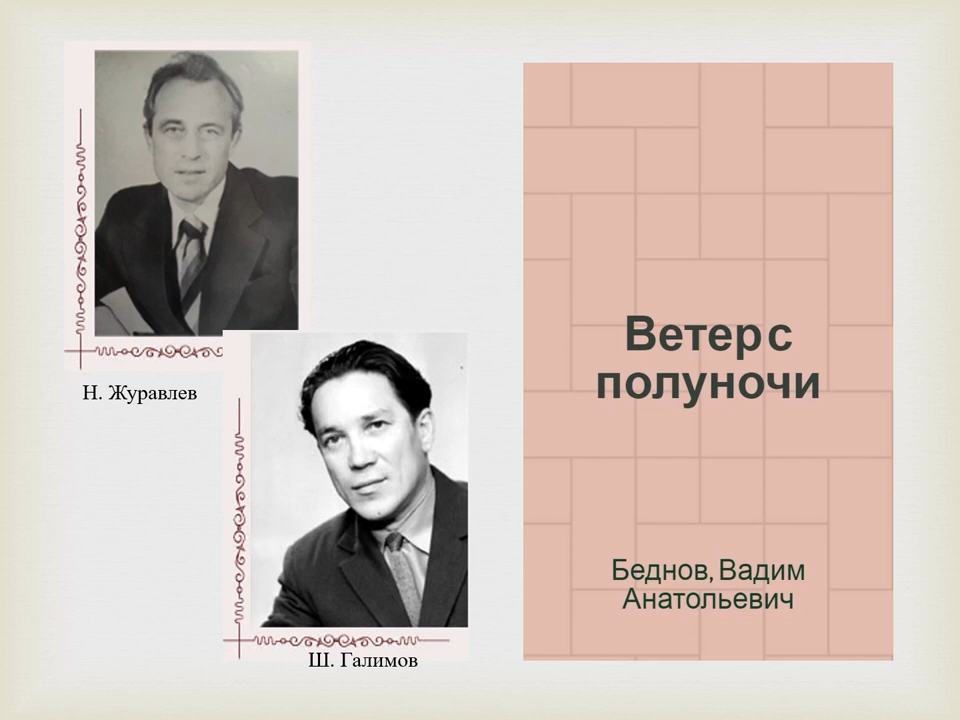 Н. Журавлев
Ш. Галимов
Ветер с
полуночи
Беднов, Вадим
Анатольевич